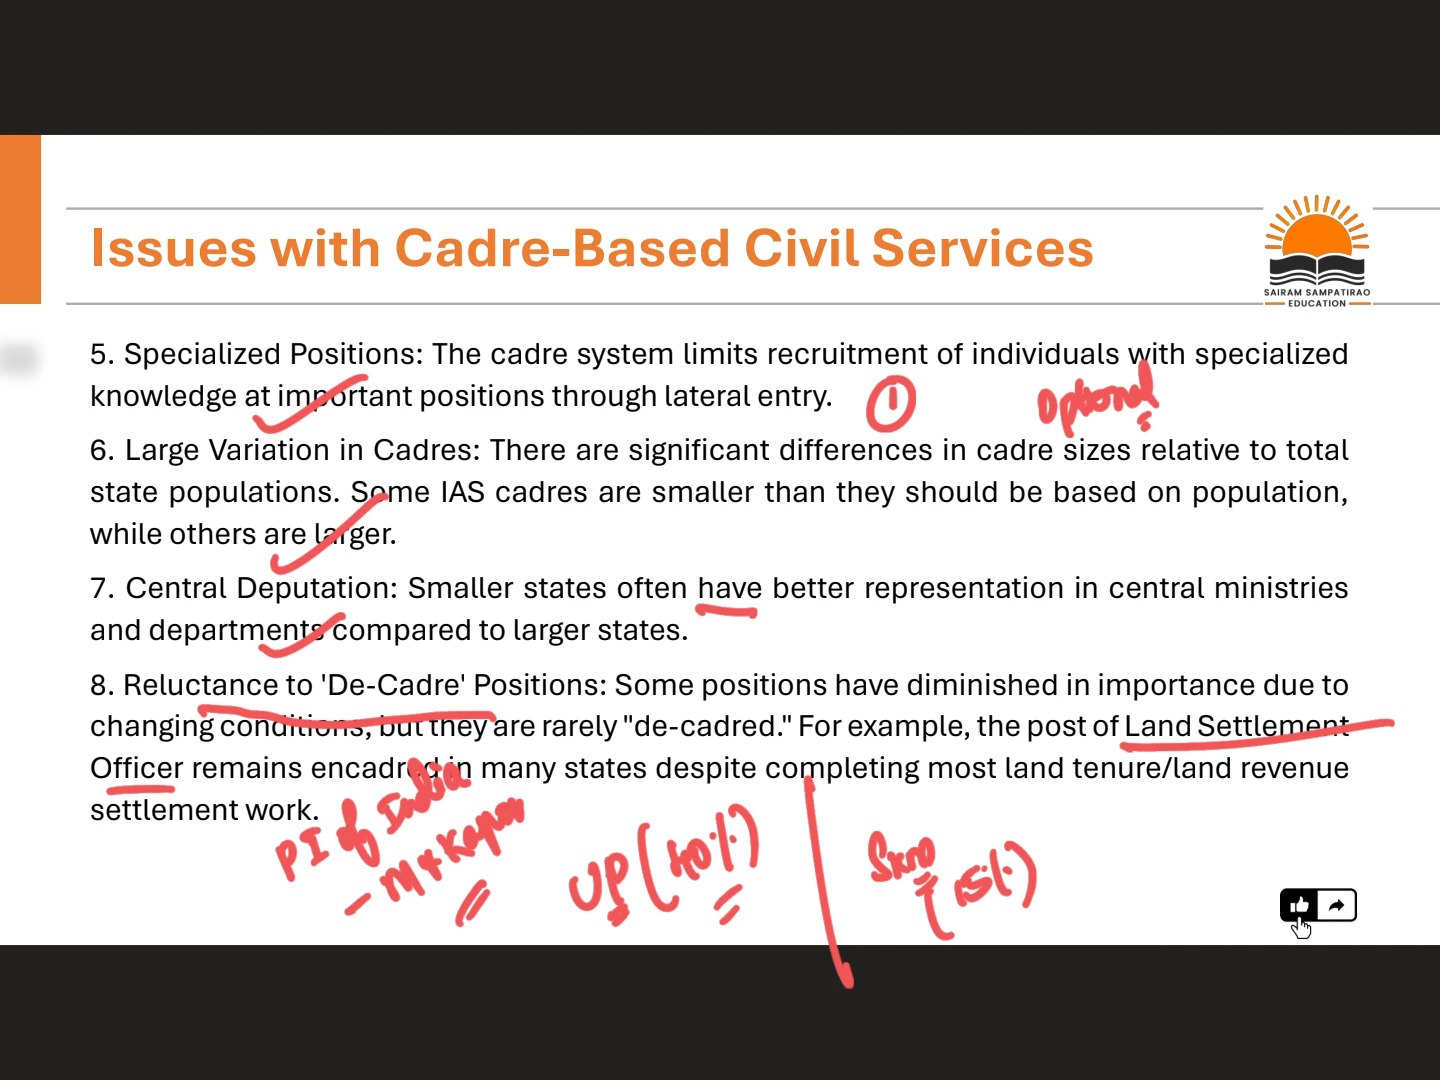 Issues with Cadre-Based Civil Services
SAIRAM SAMPATIRAO
EDUCATION
5. Specialized Positions: The cadre system limits recruitment of individuals with specialized
knowledge at important positions through lateral entry.
1
Optional
6. Large Variation in Cadres: There are significant differences in cadre sizes relative to total
state populations. Some IAS cadres are smaller than they should be based on population,
while others are larger.
7. Central Deputation: Smaller states often have better representation in central ministries
and departments compared to larger states.
8. Reluctance to 'De-Cadre' Positions: Some positions have diminished in importance due to
changing conditions, but they are rarely "de-cadred." For example, the post of Land Settlement
Officer remains encadred in many states despite completing most land tenure/land revenue
settlement work.
PI of India
Kapoor
UP (40%)
(15%)